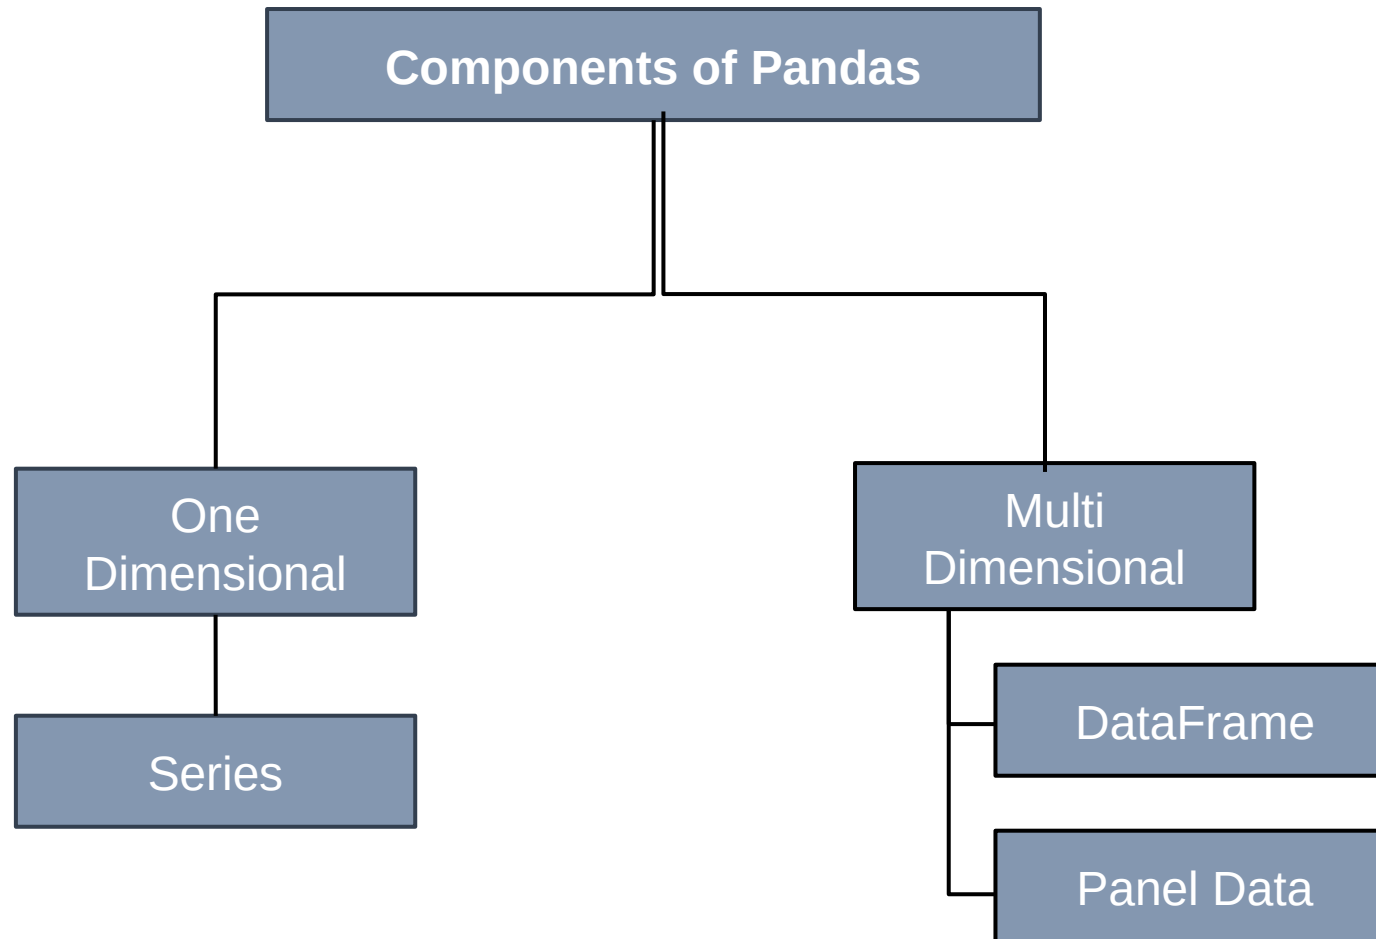 Components of Pandas
One
Dimensional
Multi
Dimensional
Series
DataFrame
Panel Data